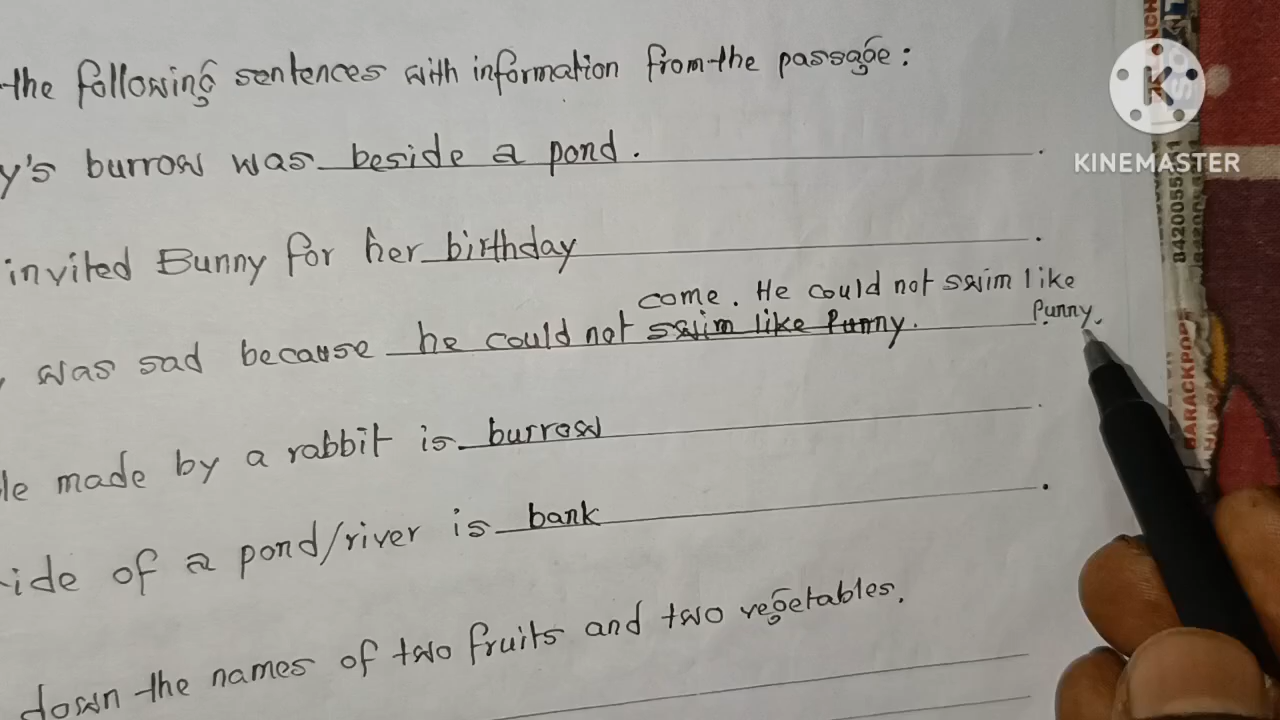 the following sentences with information from the passage:
y's burrow was beside a pond.
invited Bunny for her birthday.
come. He could not swim like
Punny.
was sad because he could not swim like Punny.
le made by a rabbit is burrow.
ide of a pond/river is bank.
down the names of two fruits and two vegetables.
KINEMASTER
BARACKPOR